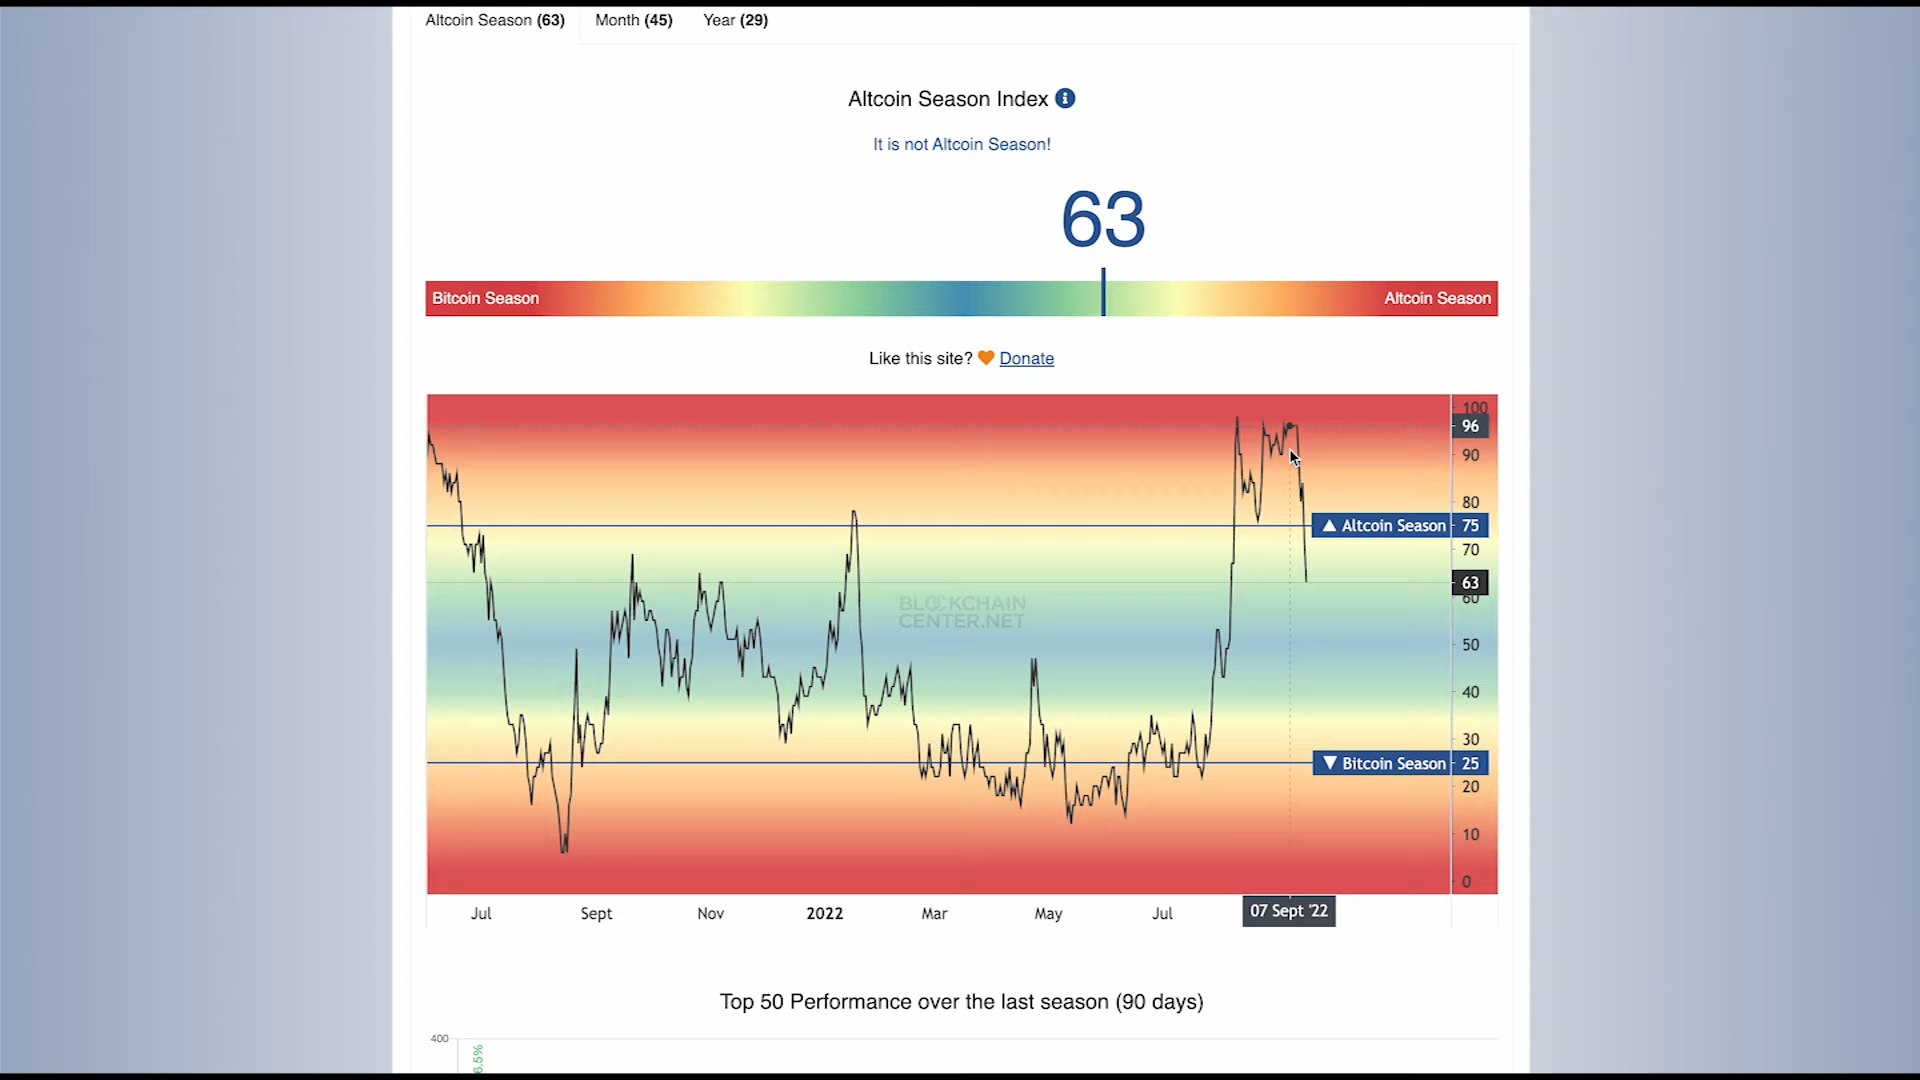 Altcoin Season (63) Month (45) Year (29)
Altcoin Season Index
It is not Altcoin Season!
63
Bitcoin Season Altcoin Season
Like this site? Donate
100
96
90
80
▲ Altcoin Season 75
70
63
60
BLOCKCHAIN
CENTER.NET
50
40
30
▼ Bitcoin Season 25
20
10
0
Jul Sept Nov 2022 Mar May Jul 07 Sept '22
Top 50 Performance over the last season (90 days)
400
6.5%